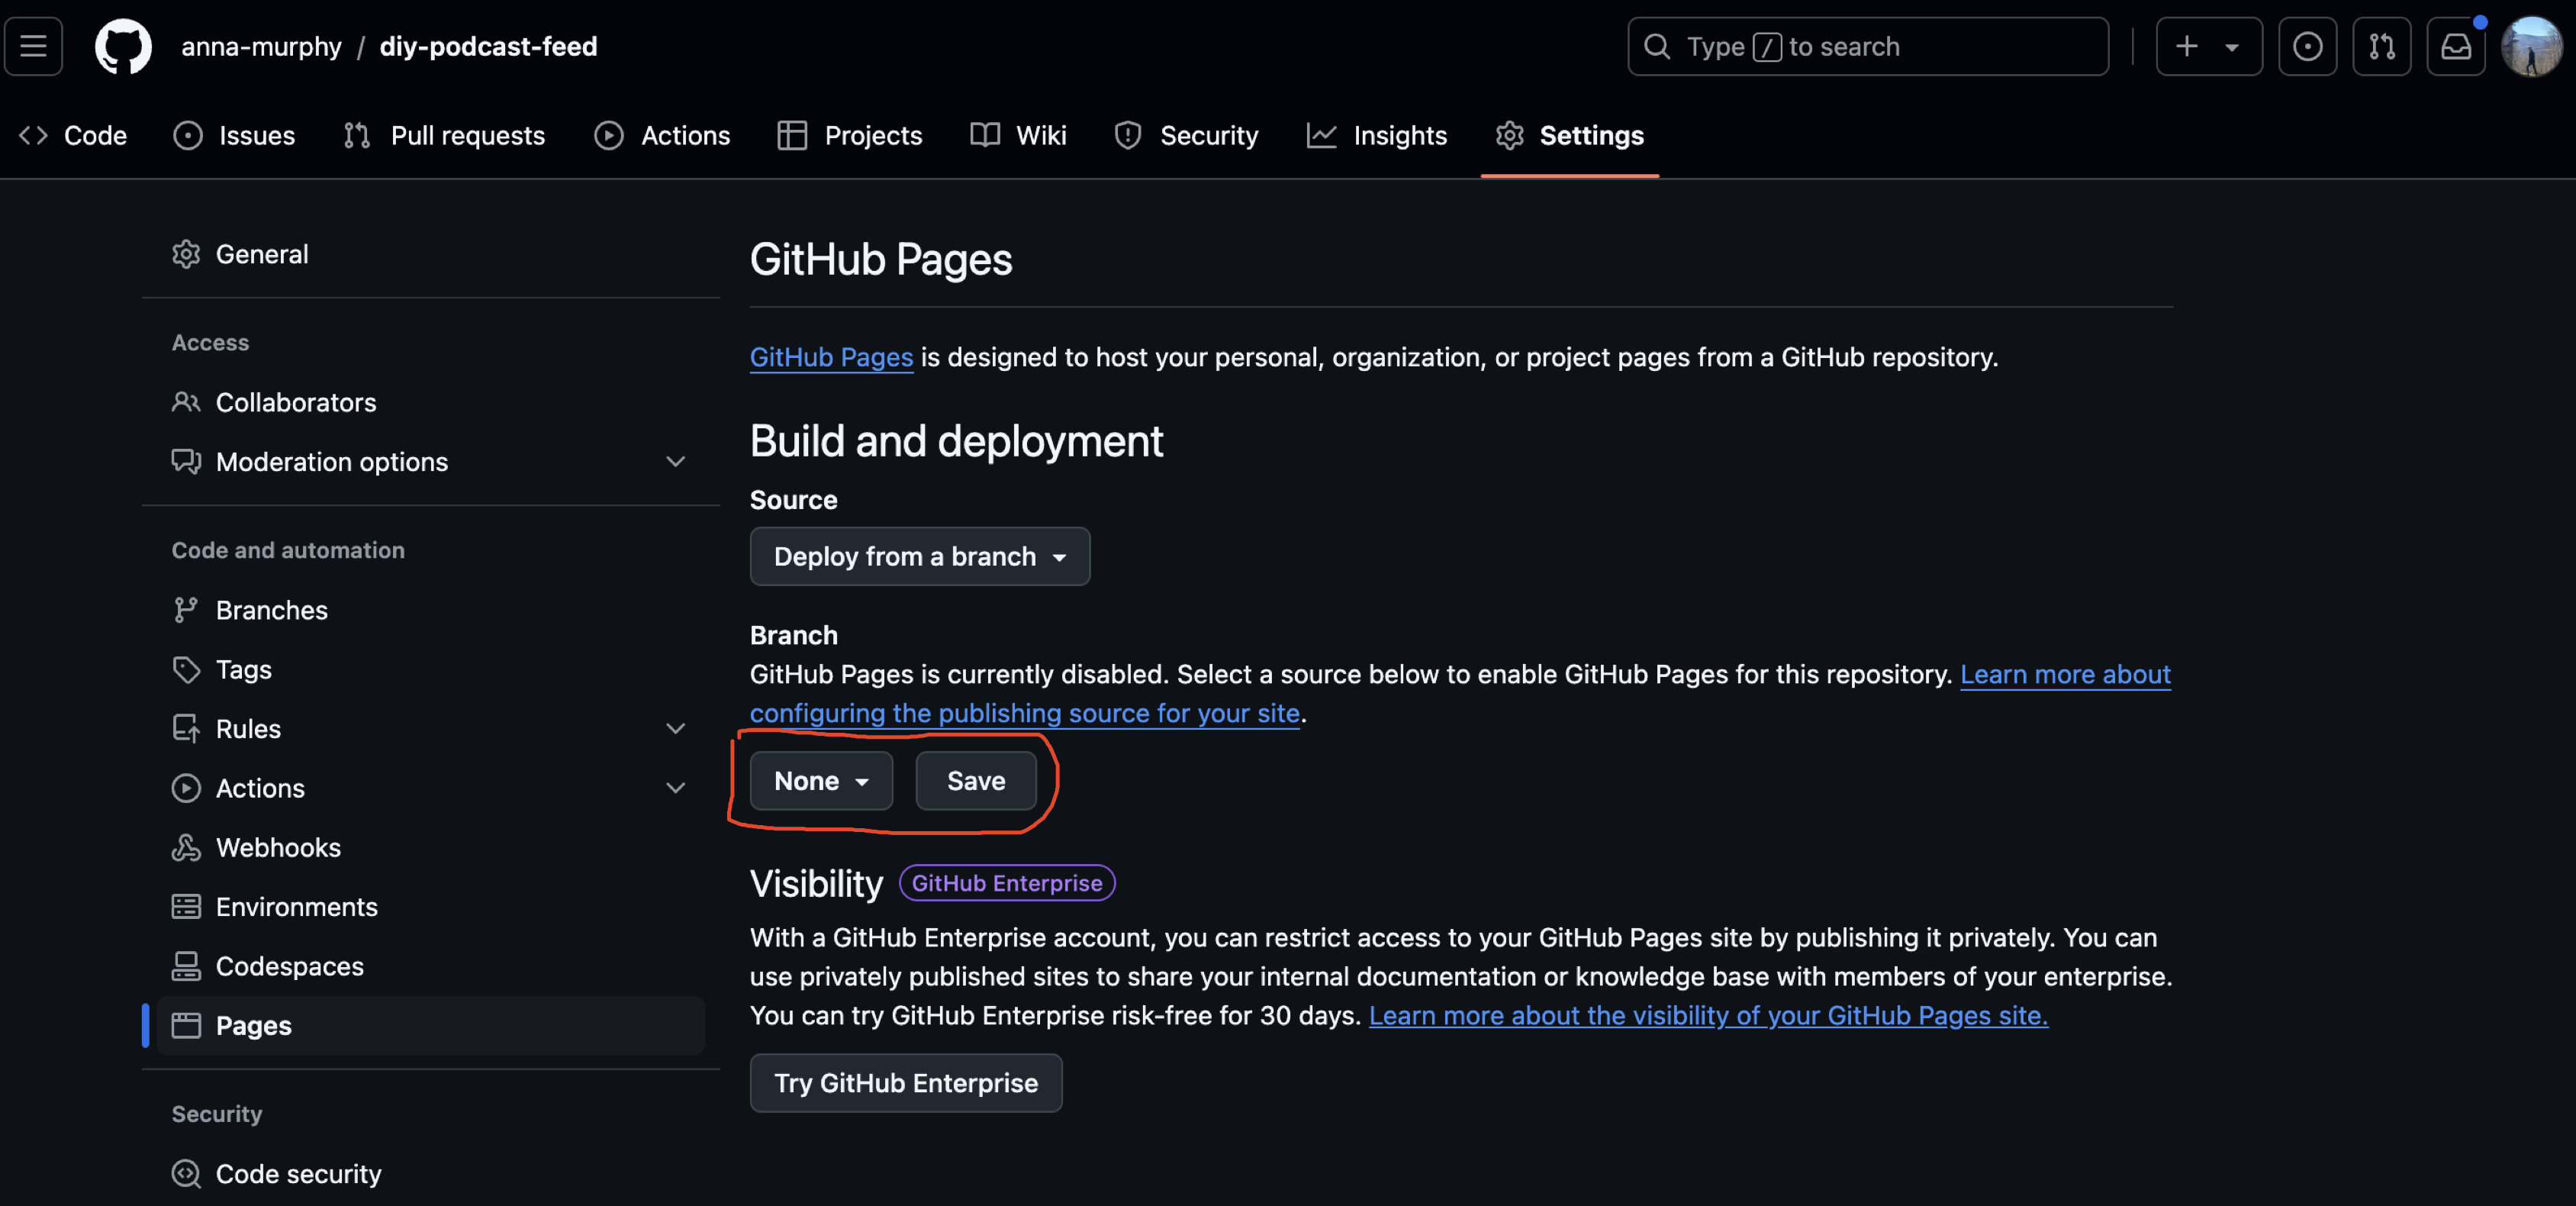 anna-murphy / diy-podcast-feed
Type / to search
Code
Issues
Pull requests
Actions
Projects
Wiki
Security
Insights
Settings
General
Access
Collaborators
Moderation options
Code and automation
Branches
Tags
Rules
Actions
Webhooks
Environments
Codespaces
Pages
Security
Code security
GitHub Pages
GitHub Pages is designed to host your personal, organization, or project pages from a GitHub repository.
Build and deployment
Source
Deploy from a branch
Branch
GitHub Pages is currently disabled. Select a source below to enable GitHub Pages for this repository. Learn more about
configuring the publishing source for your site.
None
Save
Visibility GitHub Enterprise
With a GitHub Enterprise account, you can restrict access to your GitHub Pages site by publishing it privately. You can
use privately published sites to share your internal documentation or knowledge base with members of your enterprise.
You can try GitHub Enterprise risk-free for 30 days. Learn more about the visibility of your GitHub Pages site.
Try GitHub Enterprise